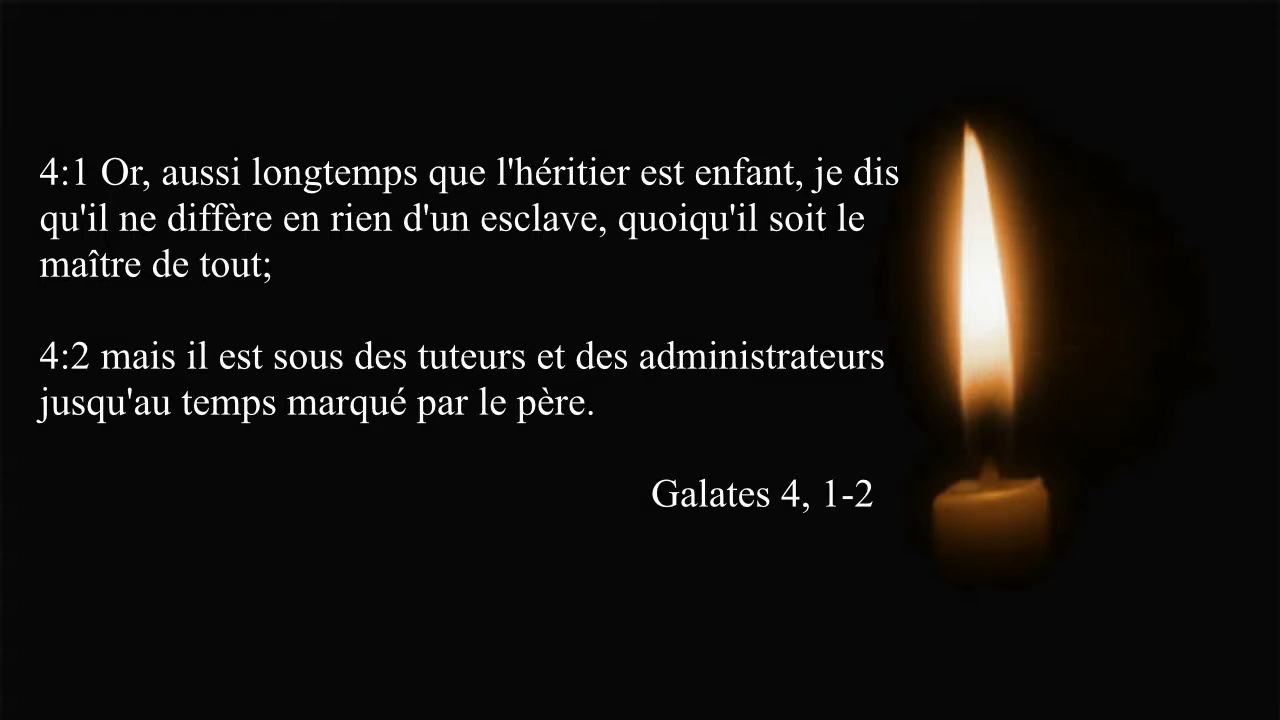 4:1 Or, aussi longtemps que l'héritier est enfant, je dis
qu'il ne diffère en rien d'un esclave, quoiqu'il soit le
maître de tout;
4:2 mais il est sous des tuteurs et des administrateurs
jusqu'au temps marqué par le père.
Galates 4, 1-2